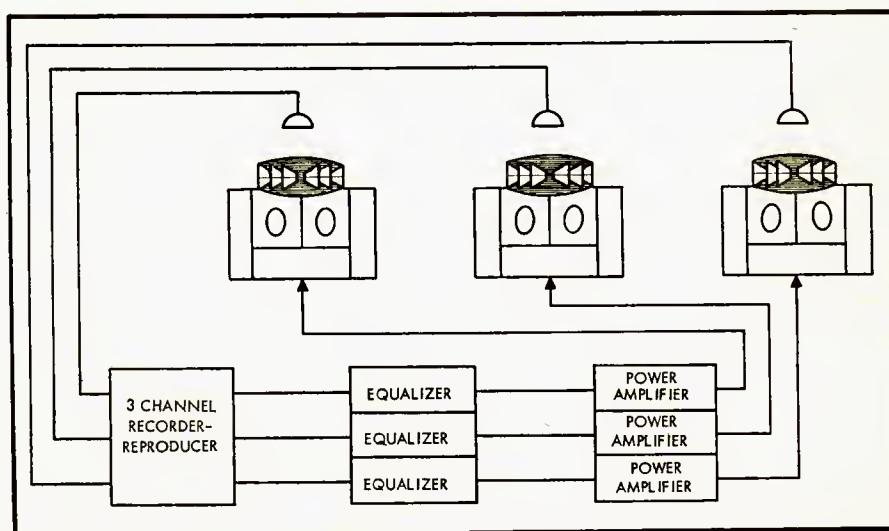 3 CHANNEL
RECORDER-
REPRODUCER
EQUALIZER
EQUALIZER
EQUALIZER
POWER
AMPLIFIER
POWER
AMPLIFIER
POWER
AMPLIFIER